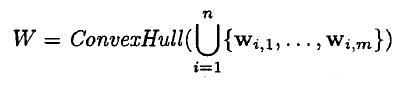 W = ConvexHull(⋃_{i=1}^{n} {w_{i,1}, . . . , w_{i,m}})